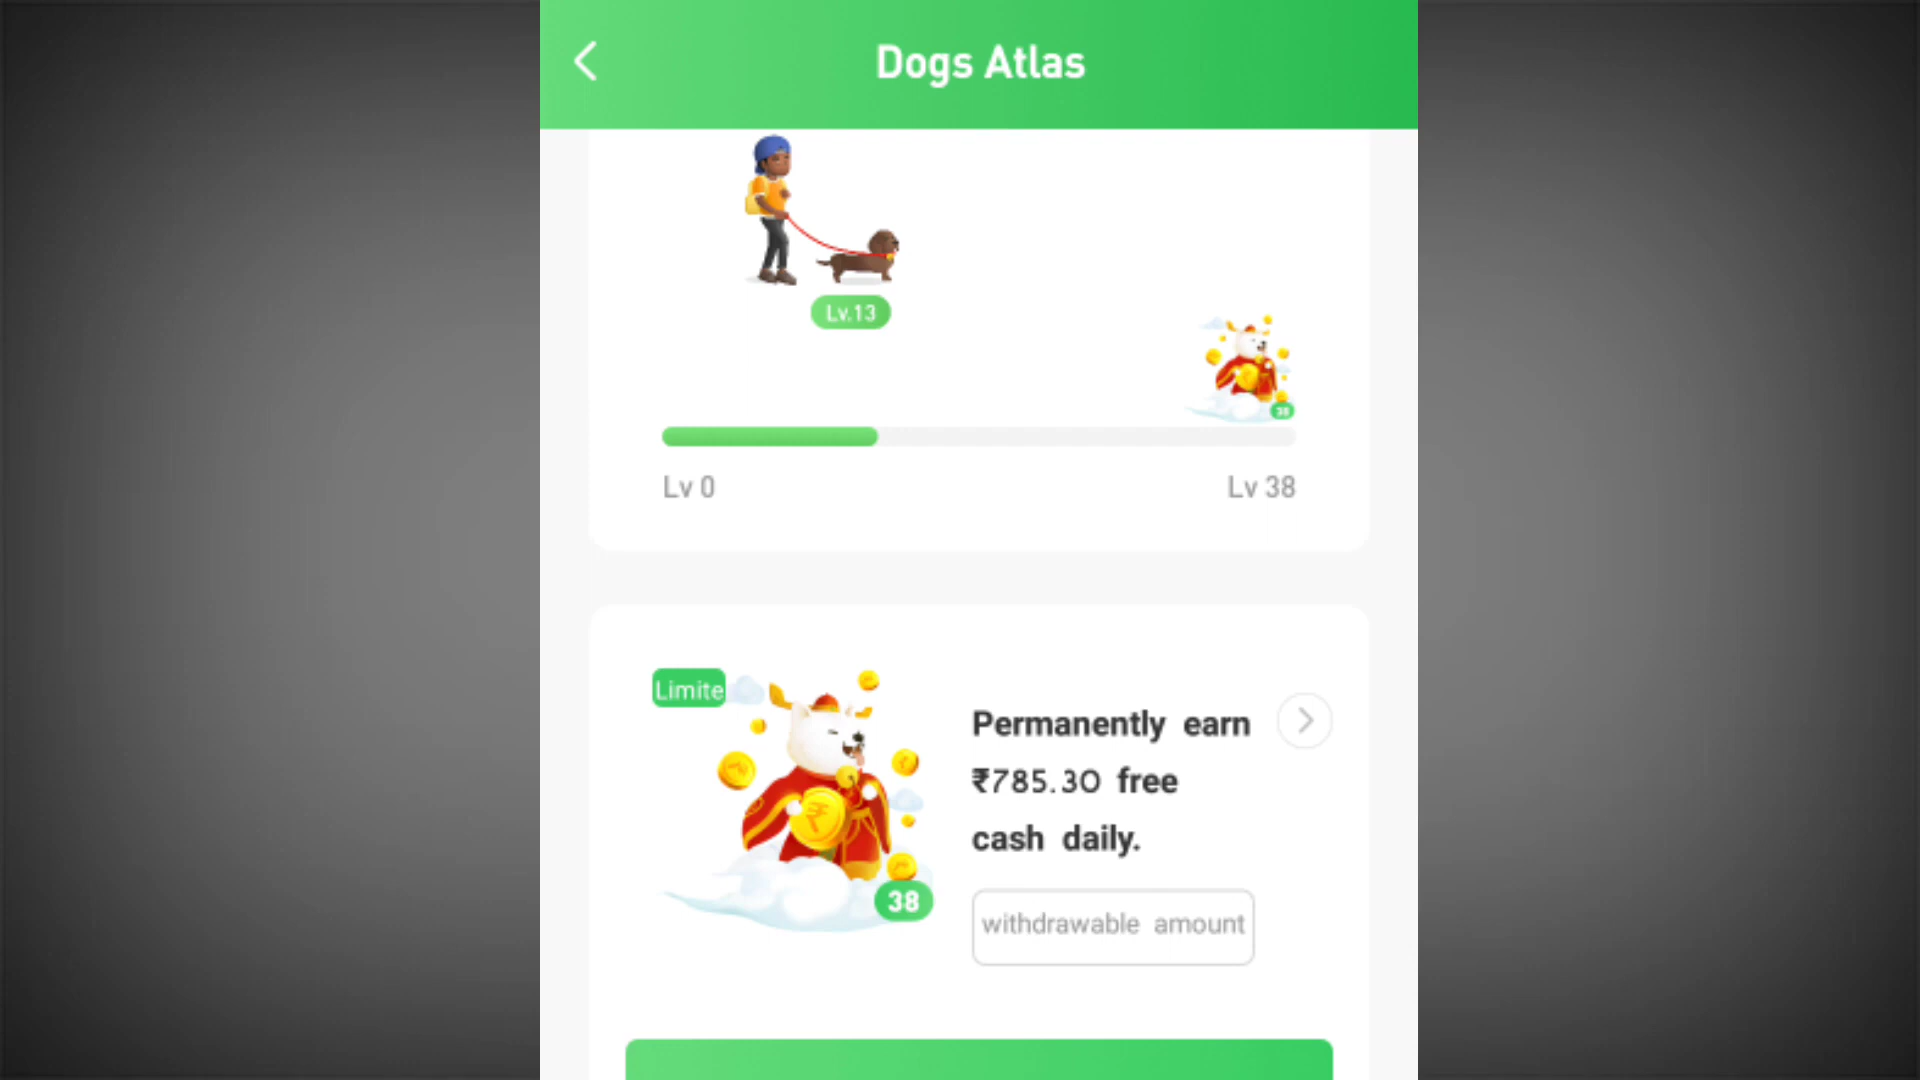 Dogs Atlas
Lv.13
38
Lv 0
Lv 38
Limite
Permanently earn
₹785.30 free
cash daily.
₹
38
withdrawable amount